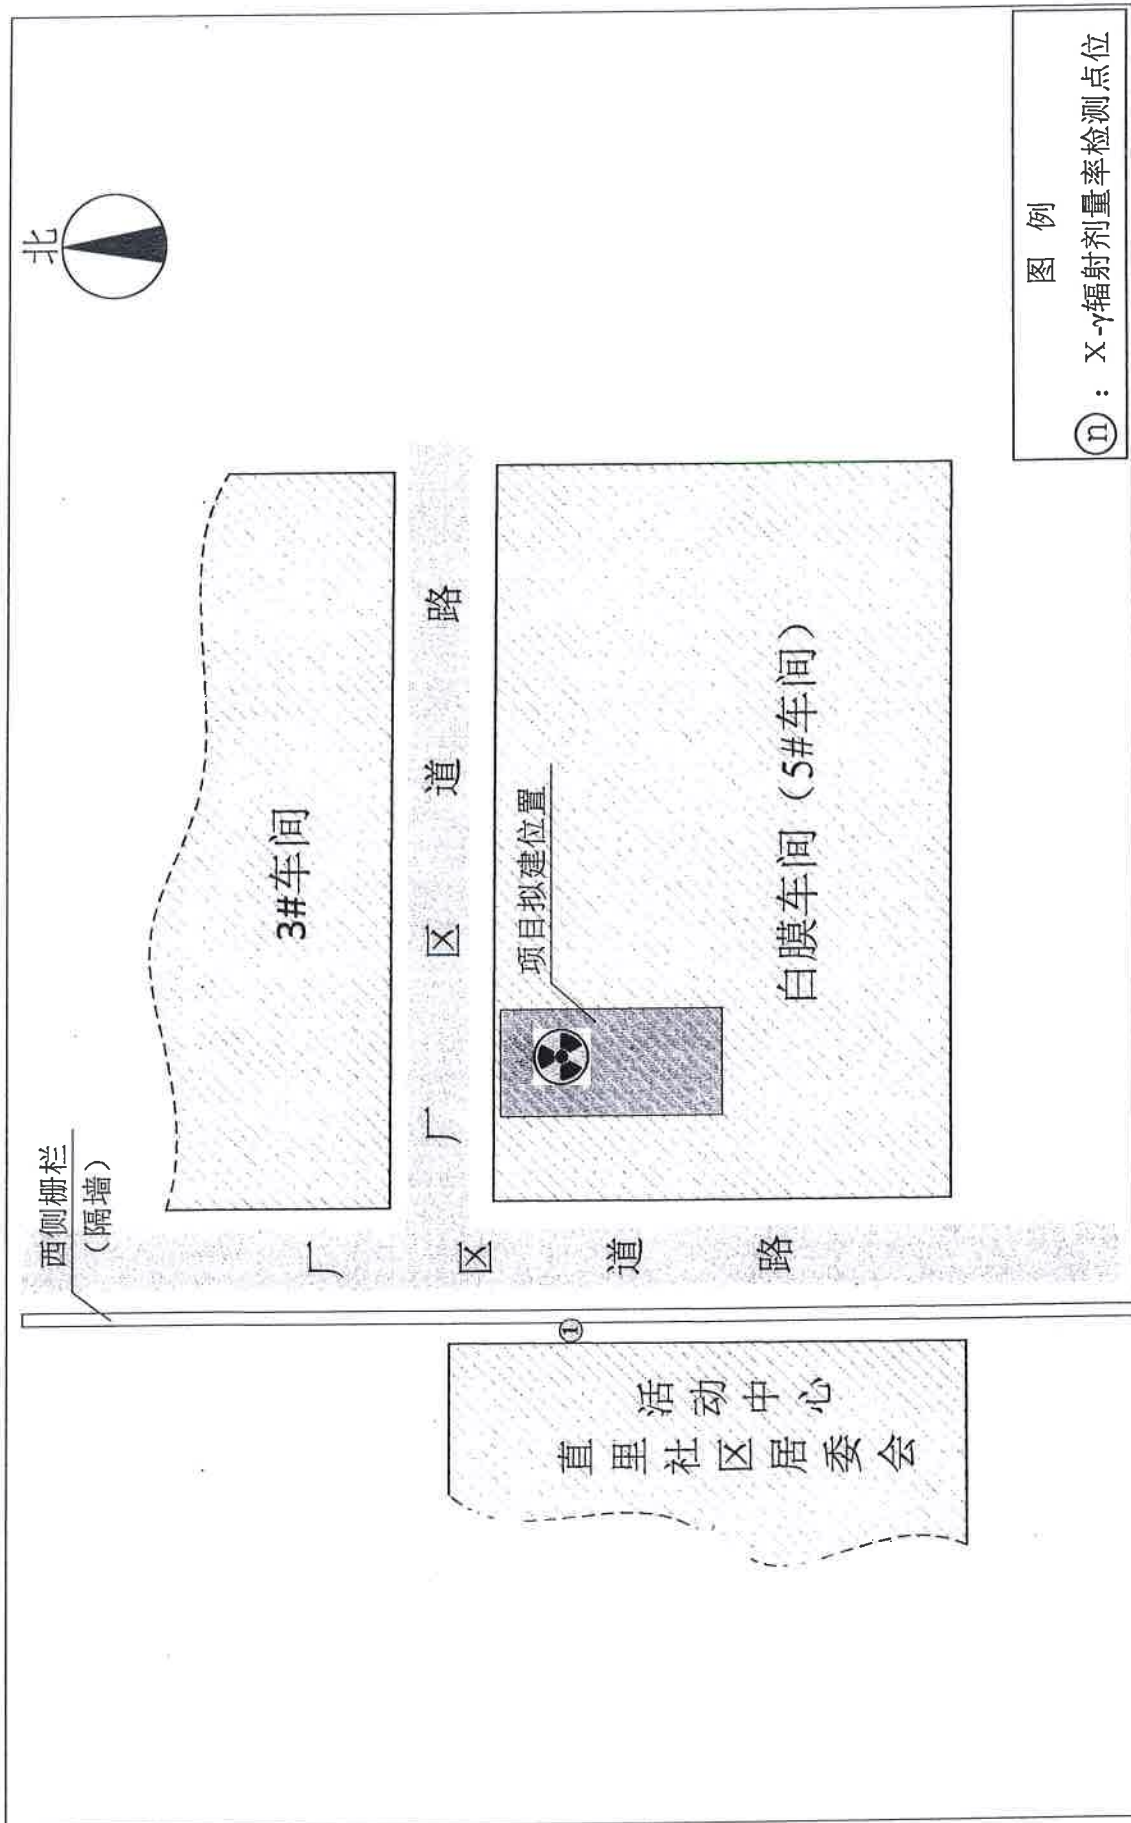 北
西侧栅栏
（隔墙）
3#车间
厂区道路
厂区道路
项目拟建位置
①
直里社区居委会
活动中心
白膜车间（5#车间）
图 例
ⓝ：X-γ辐射剂量率检测点位